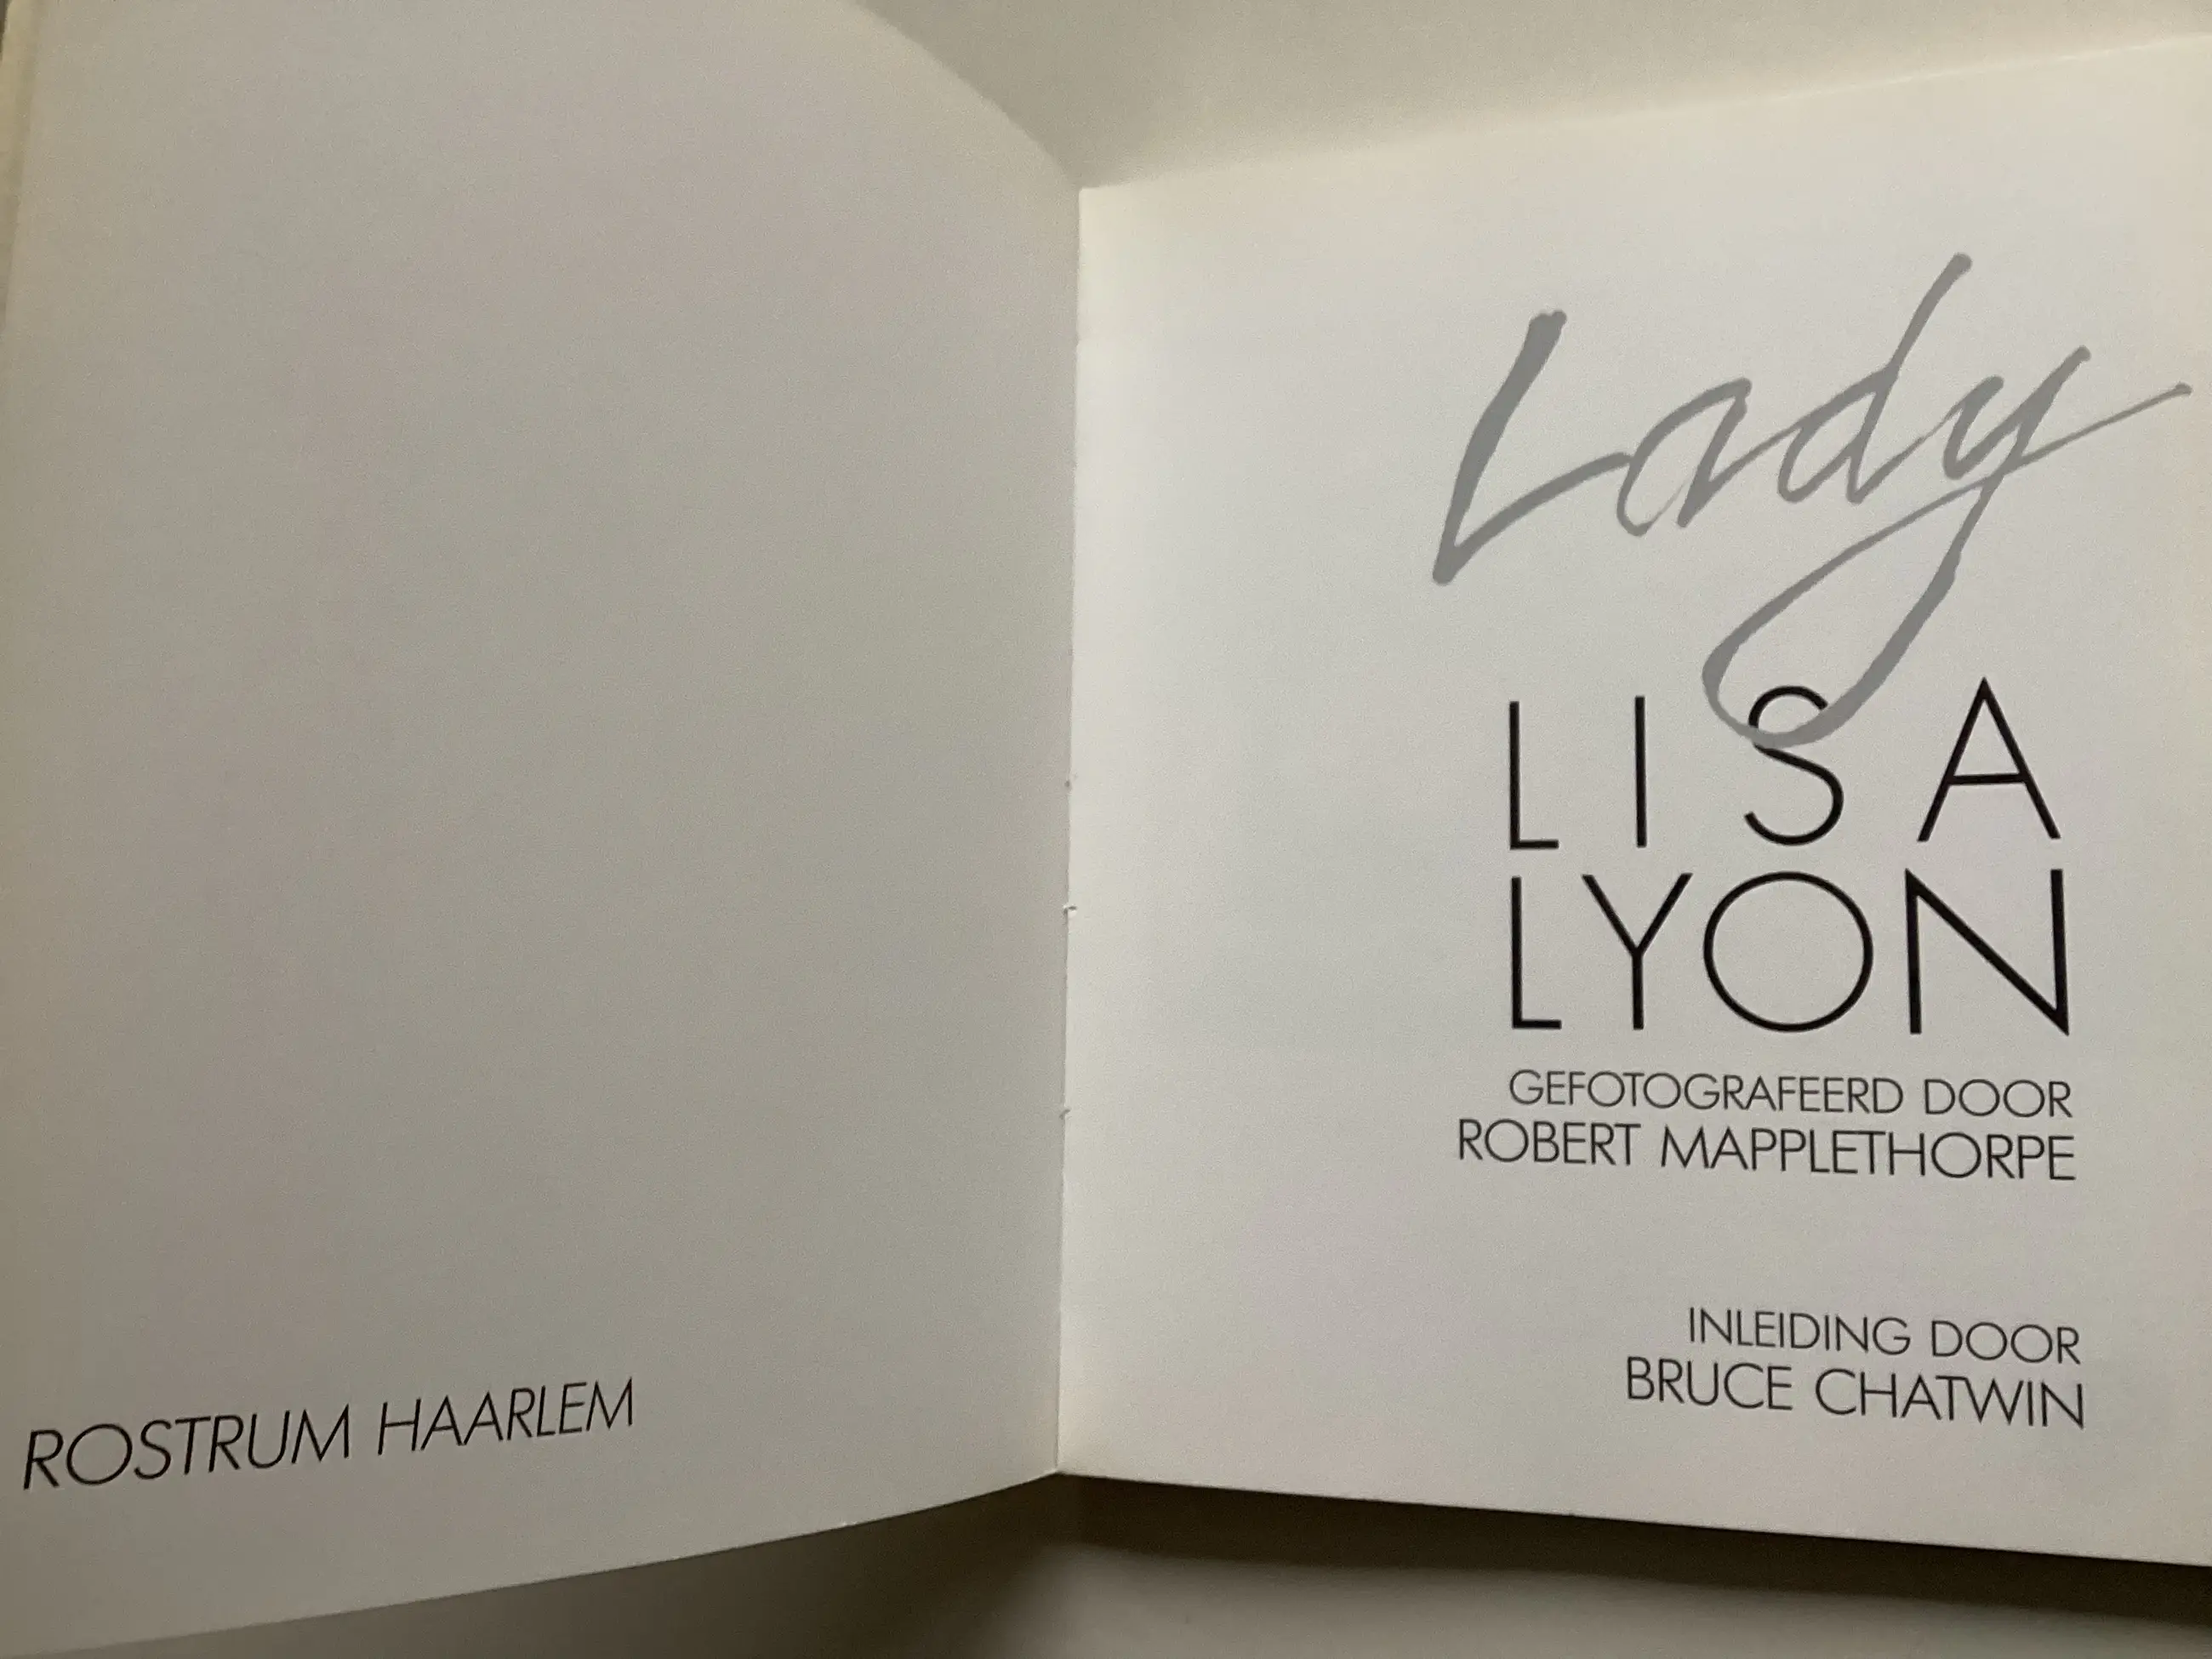 ROSTRUM HAARLEM
Lady
LISA
LYON
GEFOTOGRAFEERD DOOR
ROBERT MAPPLETHORPE
INLEIDING DOOR
BRUCE CHATWIN